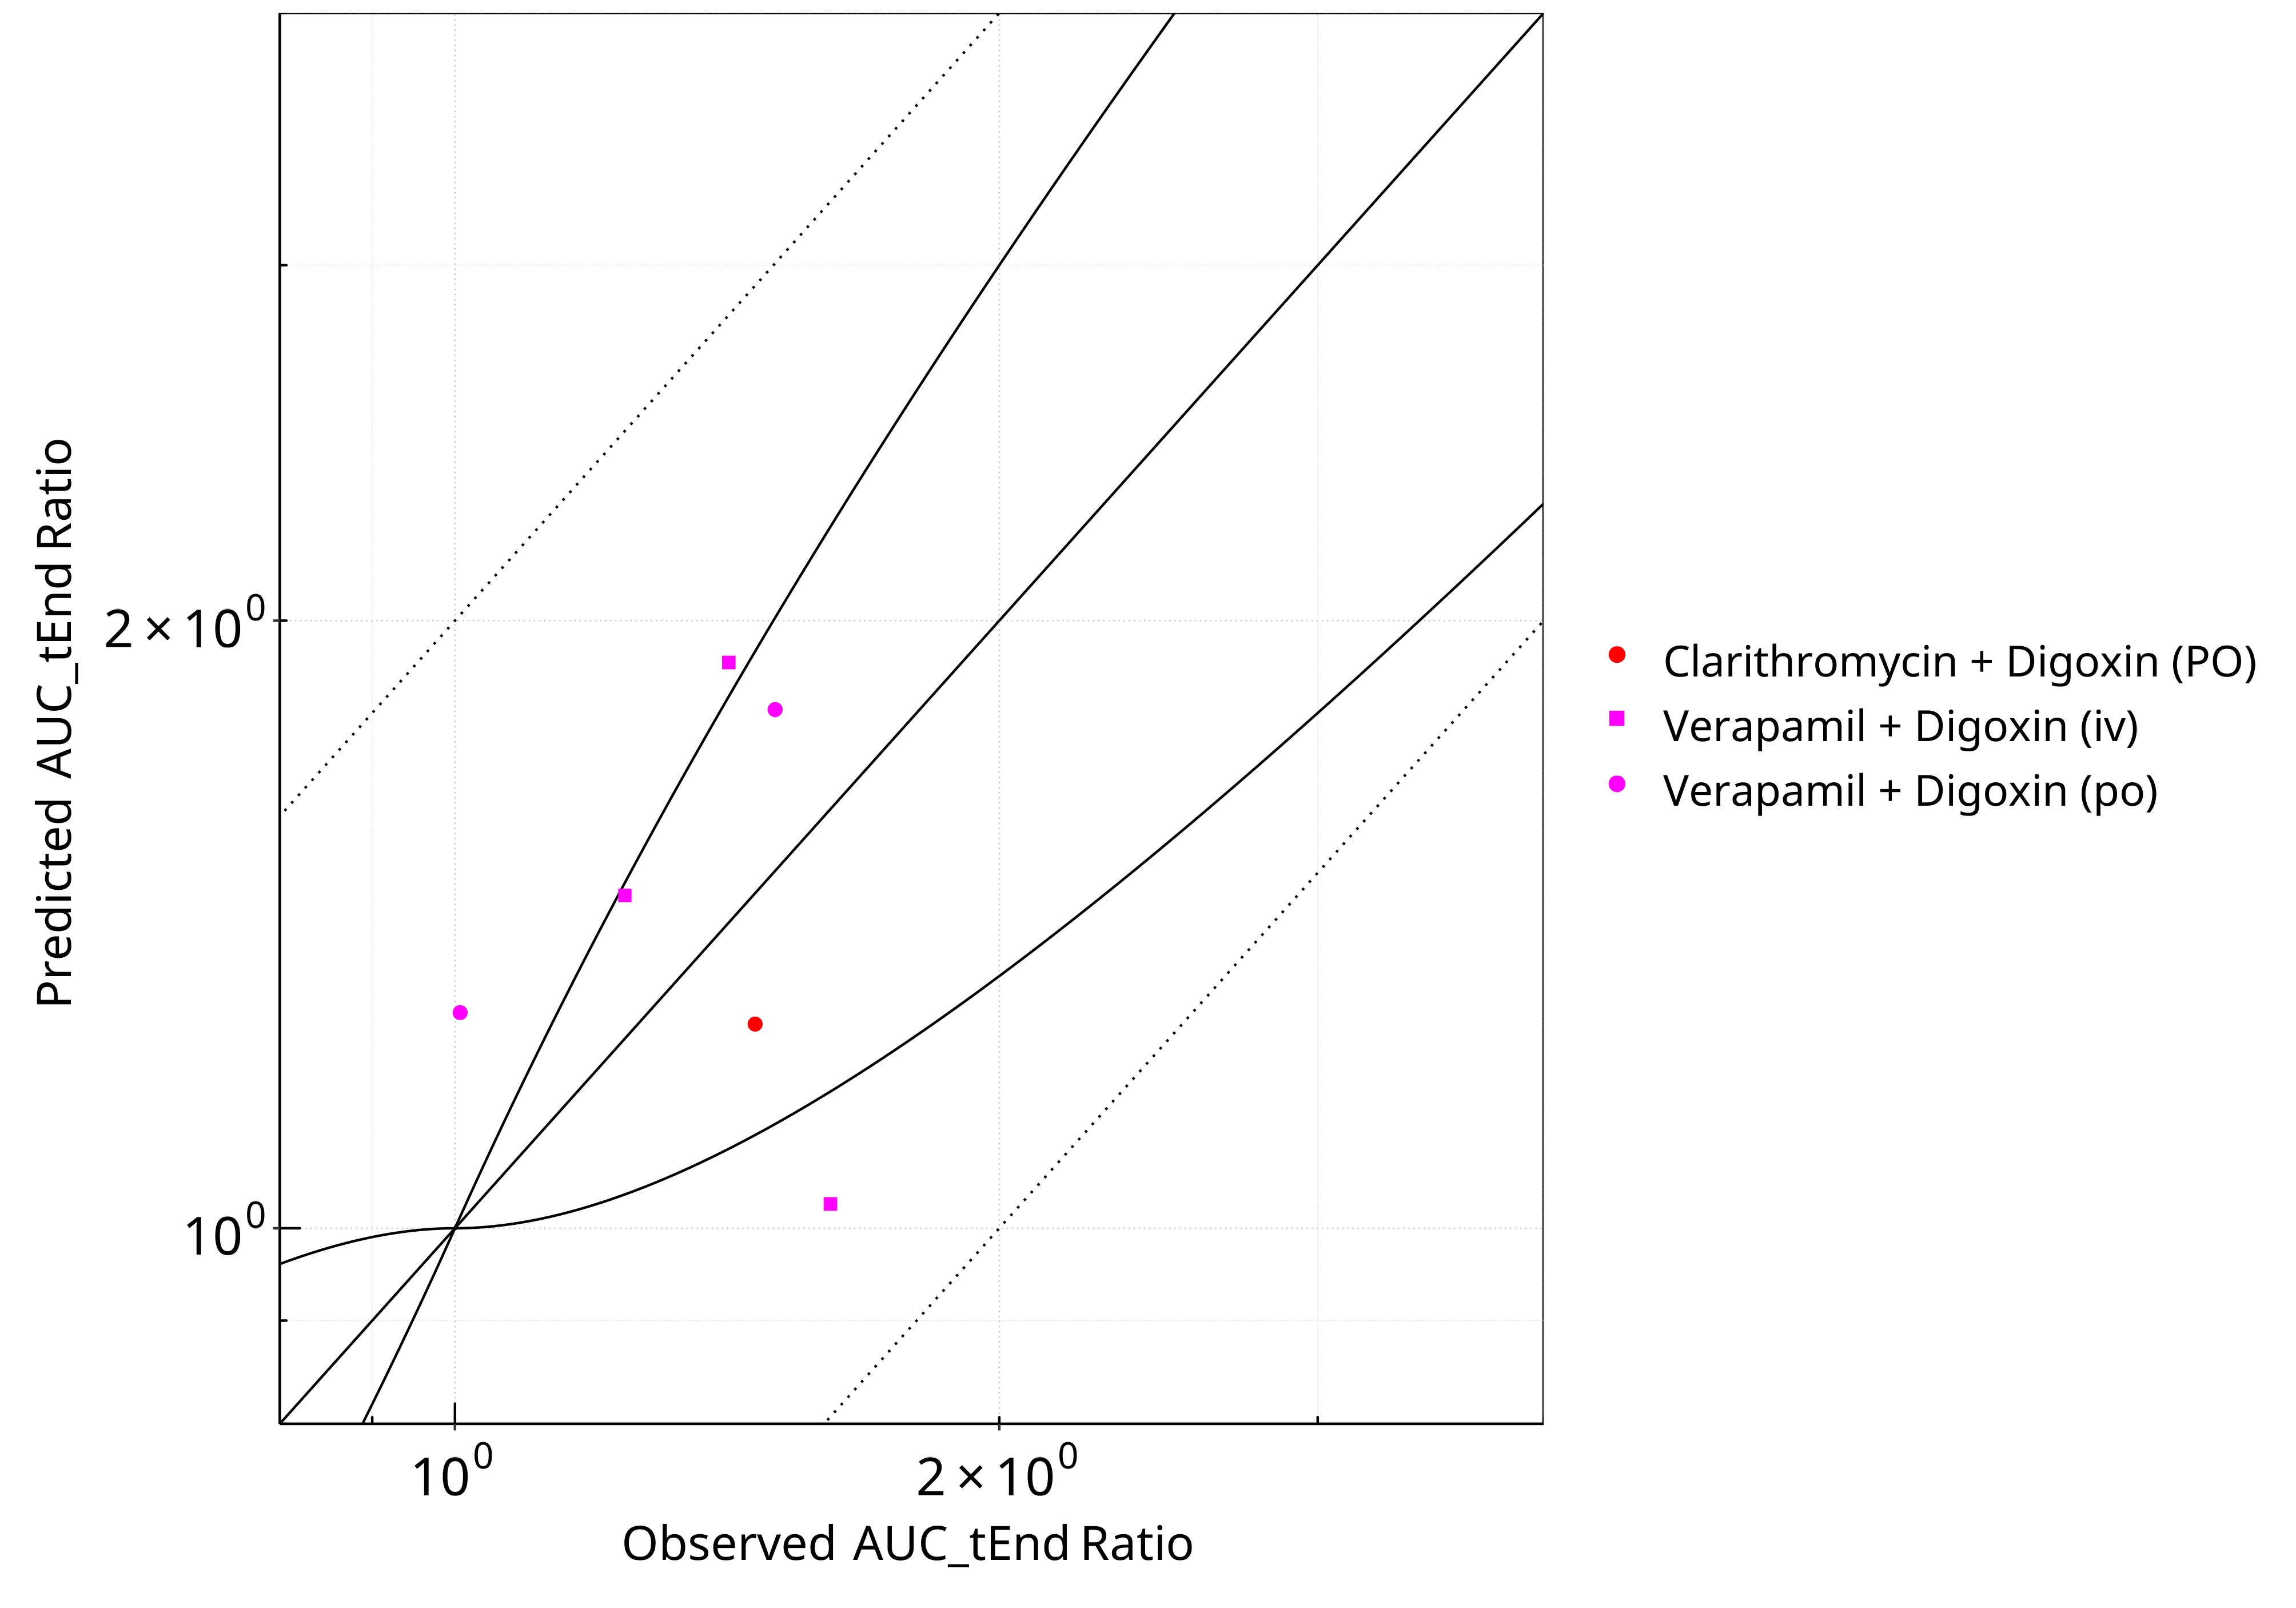 Predicted AUC_tEnd Ratio
2 × 10⁰
10⁰
10⁰
2 × 10⁰
Observed AUC_tEnd Ratio
Clarithromycin + Digoxin (PO)
Verapamil + Digoxin (iv)
Verapamil + Digoxin (po)